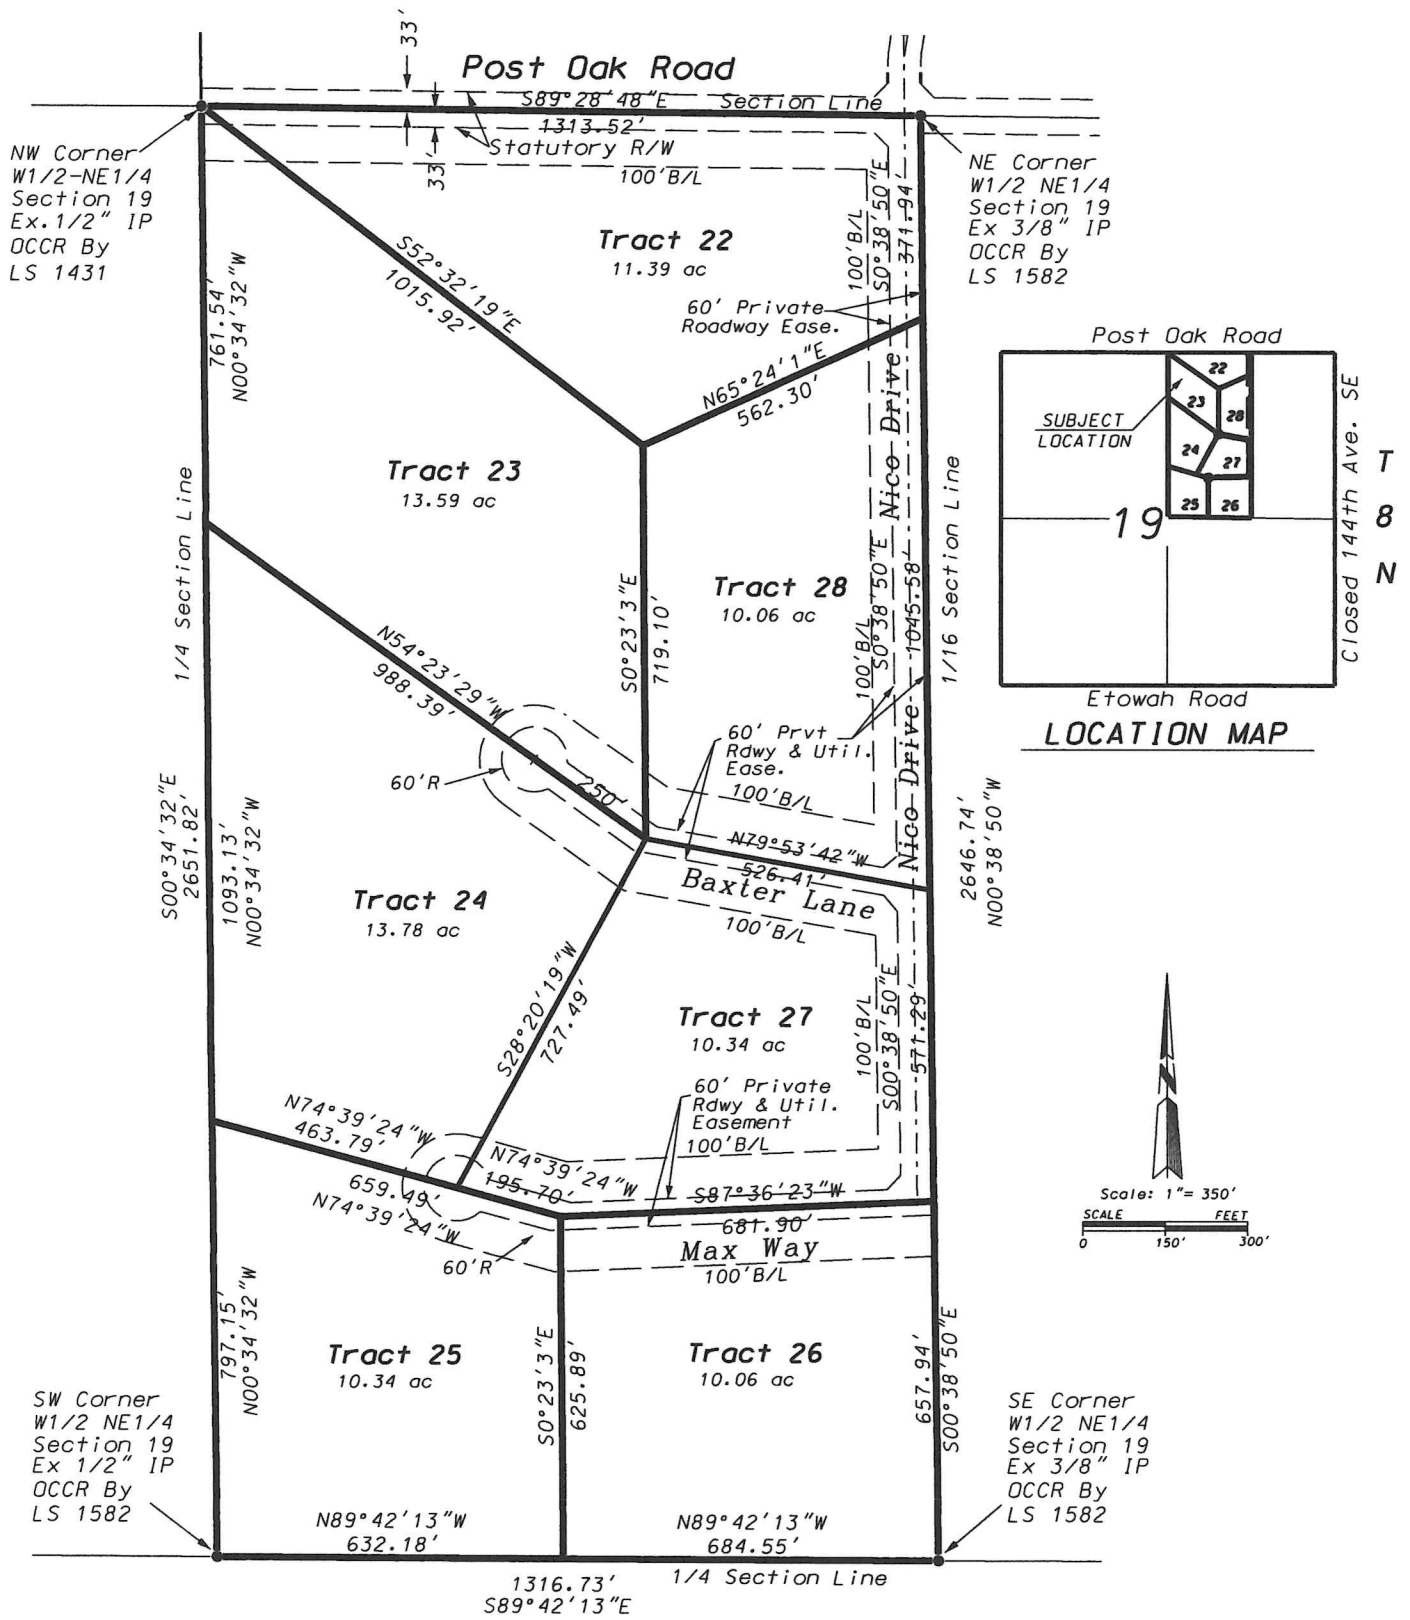 33'
Post Oak Road
S89°28'48"E
Section Line
1313.52'
Statutory R/W
33'
100'B/L
NW Corner
W1/2-NE1/4
Section 19
Ex.1/2" IP
OCCR By
LS 1431
NE Corner
W1/2 NE1/4
Section 19
Ex 3/8" IP
OCCR By
LS 1582
Tract 22
11.39 ac
100'B/L
S0°38'50"E
371.94'
S52°32'19"E
1015.92'
761.54'
N00°34'32"W
60' Private
Roadway Ease.
N65°24'1"E
562.30'
Nico Drive
Post Oak Road
22
23
28
24
27
25
26
SUBJECT
LOCATION
19
Closed 144th Ave. SE
T
8
N
Etowah Road
LOCATION MAP
Tract 23
13.59 ac
1/4 Section Line
S0°23'3"E
719.10'
Tract 28
10.06 ac
100'B/L
S0°38'50"E
1045.58'
1/16 Section Line
N54°23'29"W
988.39'
60'R
250'
60' Prvt
Rdwy & Util.
Ease.
100'B/L
Nico Drive
N79°53'42"W
526.41'
Baxter Lane
100'B/L
2646.74'
N00°38'50"W
S00°34'32"E
2651.82'
1093.13'
N00°34'32"W
Tract 24
13.78 ac
S28°20'19"W
727.49'
Tract 27
10.34 ac
100'B/L
S00°38'50"E
571.29'
60' Private
Rdwy & Util.
Easement
100'B/L
N74°39'24"W
463.79'
N74°39'24"W
195.70'
659.49'
N74°39'24"W
S87°36'23"W
681.90'
60'R
Max Way
100'B/L
N
Scale: 1"= 350'
SCALE
FEET
0
150'
300'
797.15'
N00°34'32"W
Tract 25
10.34 ac
S0°23'3"E
625.89'
Tract 26
10.06 ac
657.94'
S00°38'50"E
SW Corner
W1/2 NE1/4
Section 19
Ex 1/2" IP
OCCR By
LS 1582
SE Corner
W1/2 NE1/4
Section 19
Ex 3/8" IP
OCCR By
LS 1582
N89°42'13"W
632.18'
N89°42'13"W
684.55'
1/4 Section Line
1316.73'
S89°42'13"E